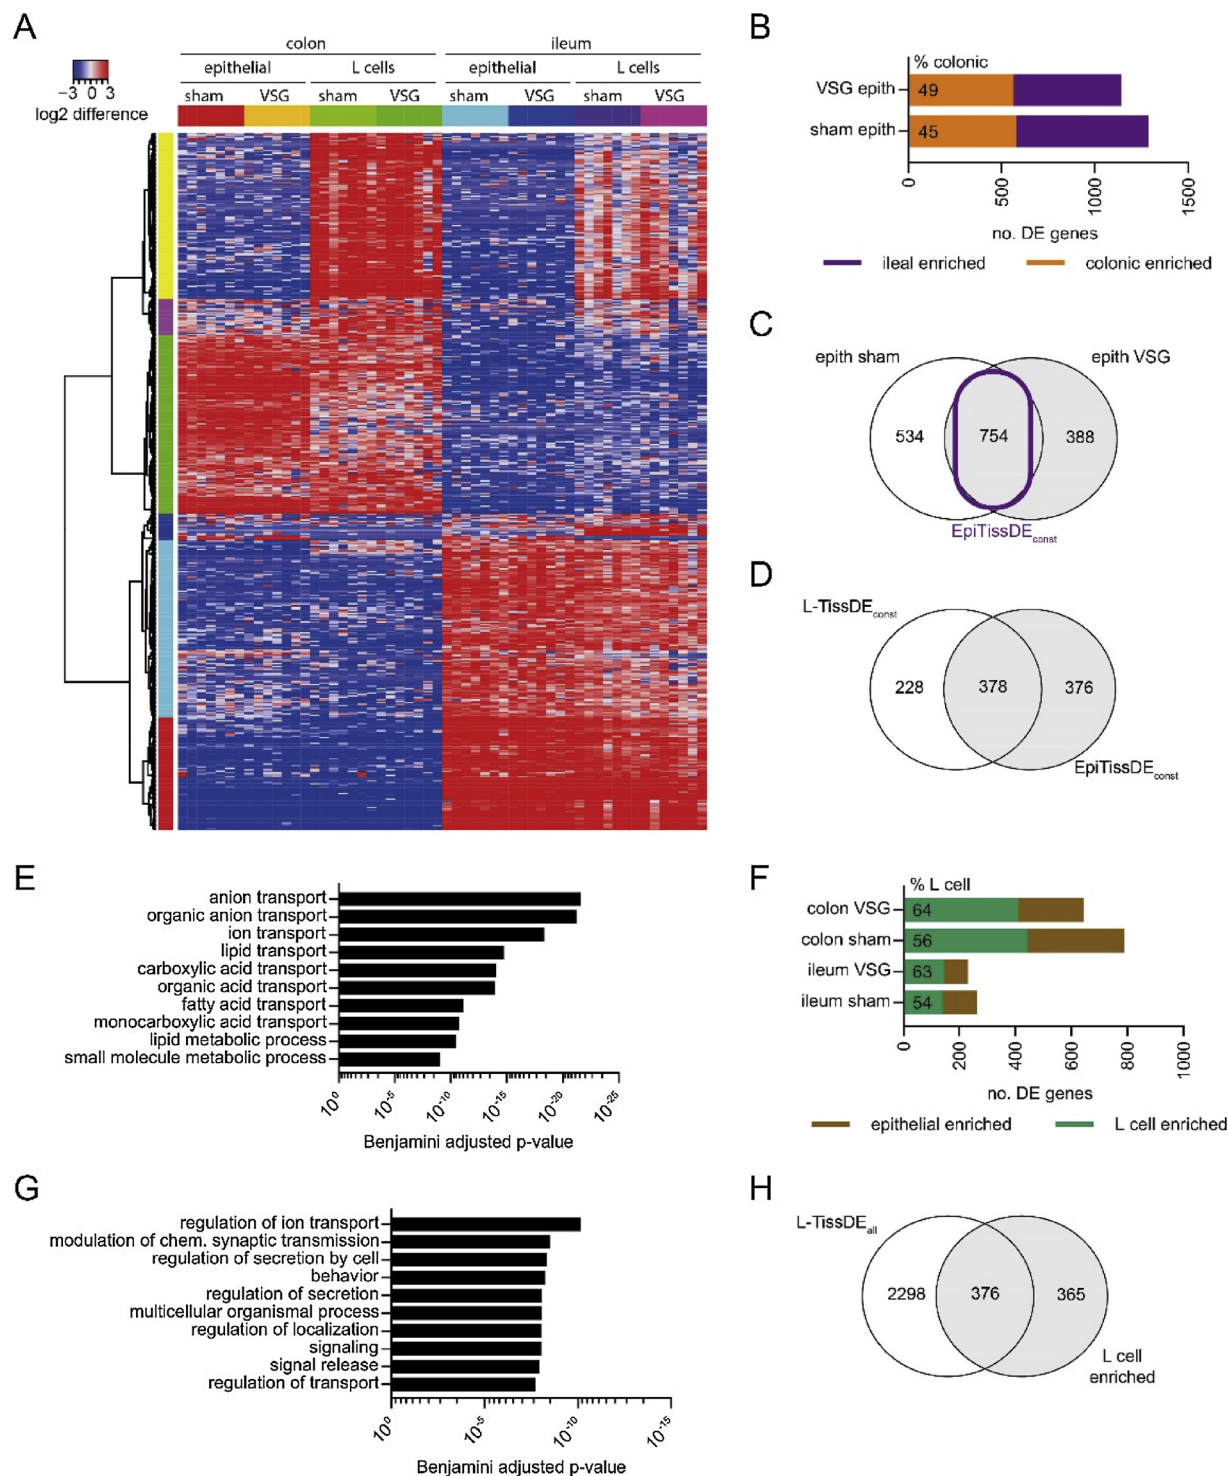 A
colon ileum
epithelial L cells epithelial L cells
sham VSG sham VSG sham VSG sham VSG
−3 0 3
log2 difference
B
% colonic
VSG epith 49
sham epith 45
0 500 1000 1500
no. DE genes
ileal enriched colonic enriched
C
epith sham epith VSG
534 754 388
EpiTissDEconst
D
L-TissDEconst
228 378 376
EpiTissDEconst
E
anion transport
organic anion transport
ion transport
lipid transport
carboxylic acid transport
organic acid transport
fatty acid transport
monocarboxylic acid transport
lipid metabolic process
small molecule metabolic process
10^0 10^-5 10^-10 10^-15 10^-20 10^-25
Benjamini adjusted p-value
F
% L cell
colon VSG 64
colon sham 56
ileum VSG 63
ileum sham 54
0 200 400 600 800 1000
no. DE genes
epithelial enriched L cell enriched
G
regulation of ion transport
modulation of chem. synaptic transmission
regulation of secretion by cell
behavior
regulation of secretion
multicellular organismal process
regulation of localization
signaling
signal release
regulation of transport
10^0 10^-5 10^-10 10^-15
Benjamini adjusted p-value
H
L-TissDEall
2298 376 365
L cell
enriched